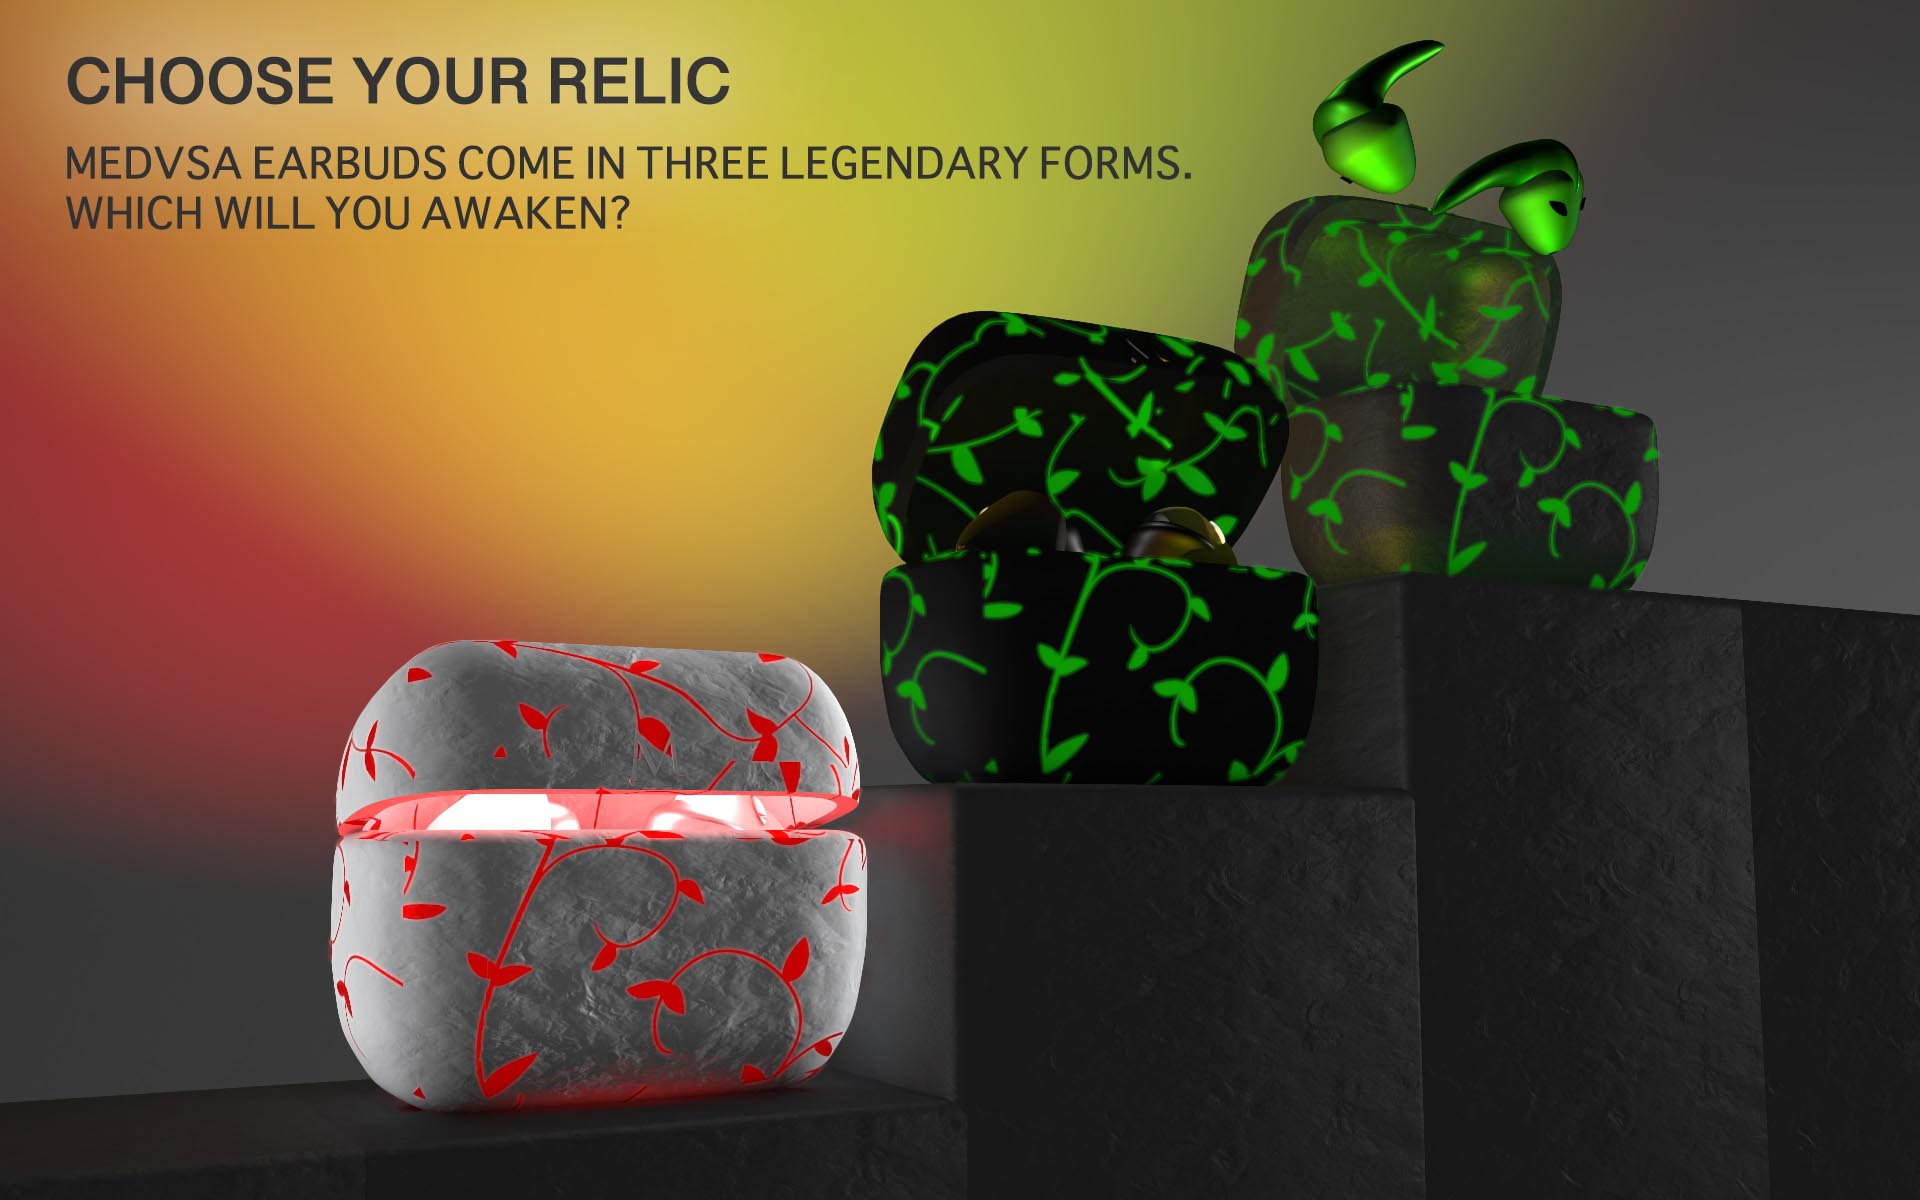 CHOOSE YOUR RELIC
MEDVSA EARBUDS COME IN THREE LEGENDARY FORMS.
WHICH WILL YOU AWAKEN?
M